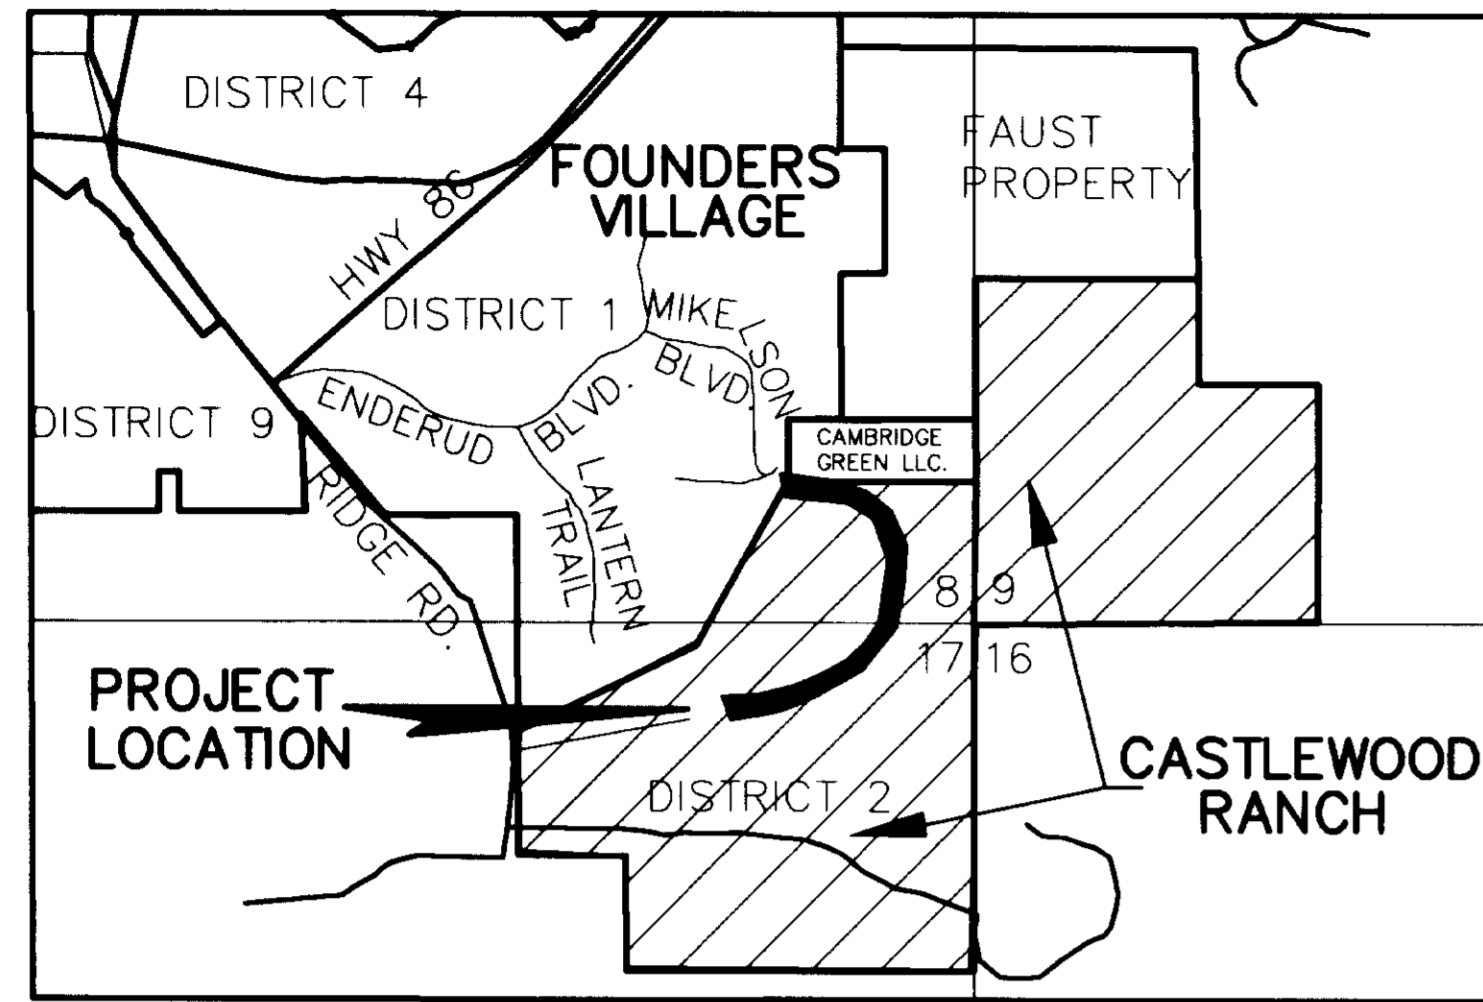 DISTRICT 4
FAUST
PROPERTY
FOUNDERS
VILLAGE
HWY 86
DISTRICT 1
MIKELSON
BLVD.
ENDERUD
BLVD.
DISTRICT 9
CAMBRIDGE
GREEN LLC.
LANTERN
TRAIL
RIDGE RD.
8 9
17 16
PROJECT
LOCATION
CASTLEWOOD
RANCH
DISTRICT 2